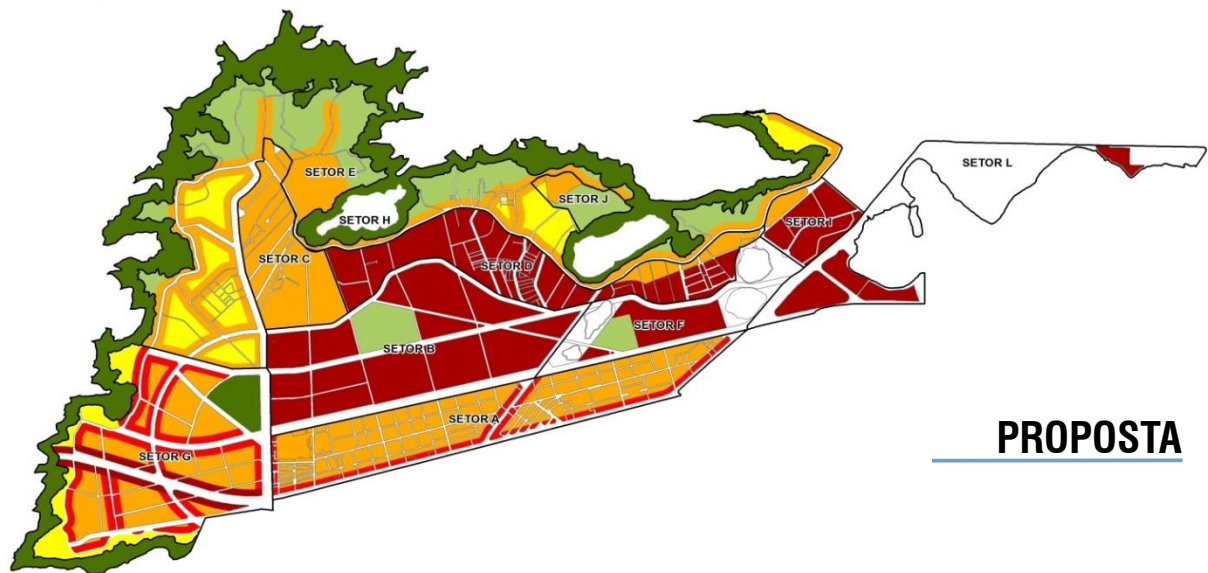 SETOR L
SETOR E
SETOR J
SETOR H
SETOR I
SETOR C
SETOR D
SETOR F
SETOR B
SETOR A
PROPOSTA
SETOR G